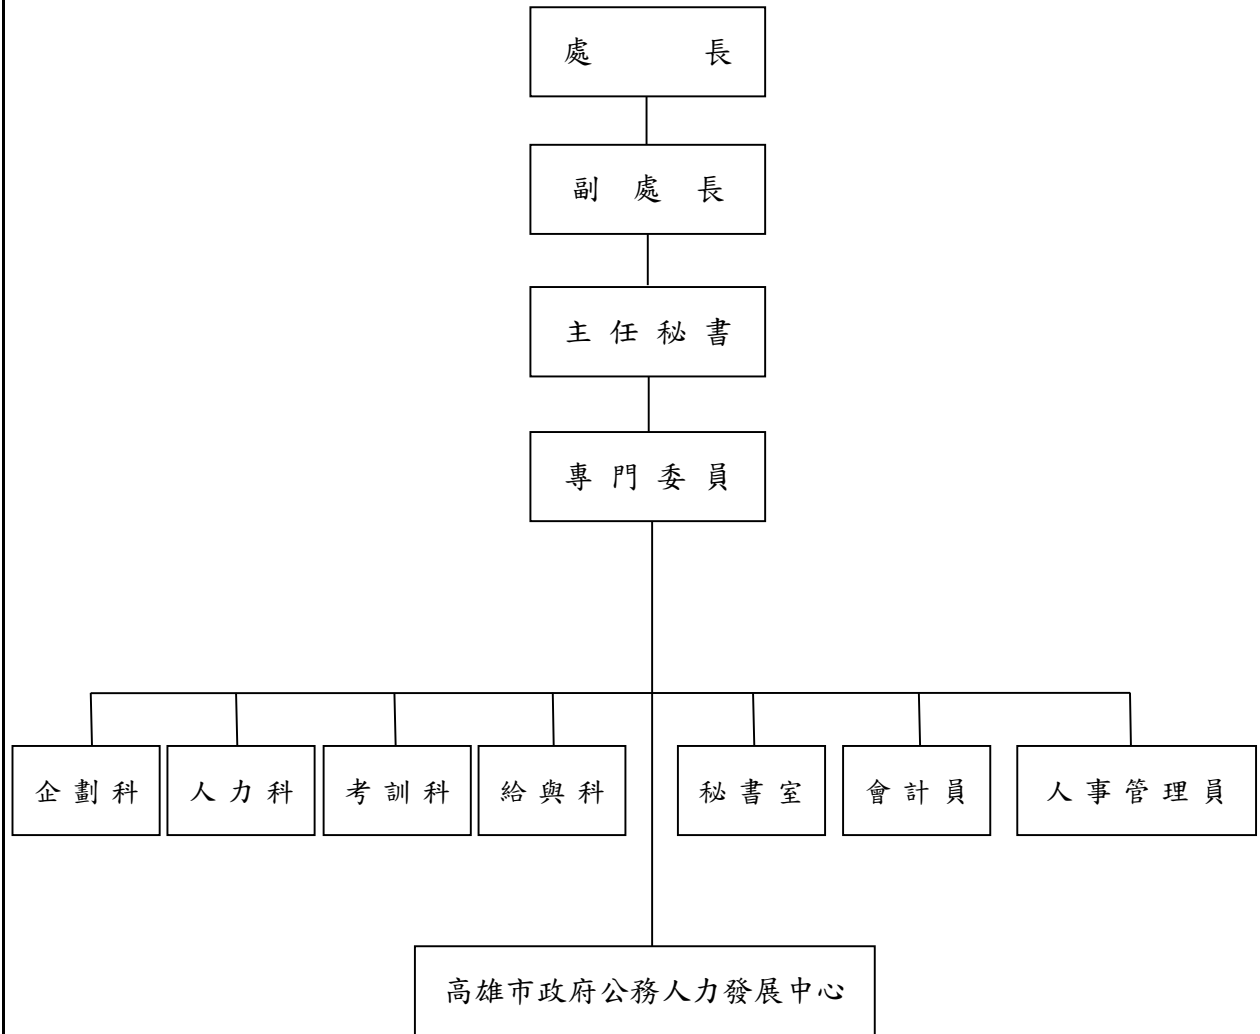 處長
副處長
主任秘書
專門委員
企劃科
人力科
考訓科
給與科
秘書室
會計員
人事管理員
高雄市政府公務人力發展中心